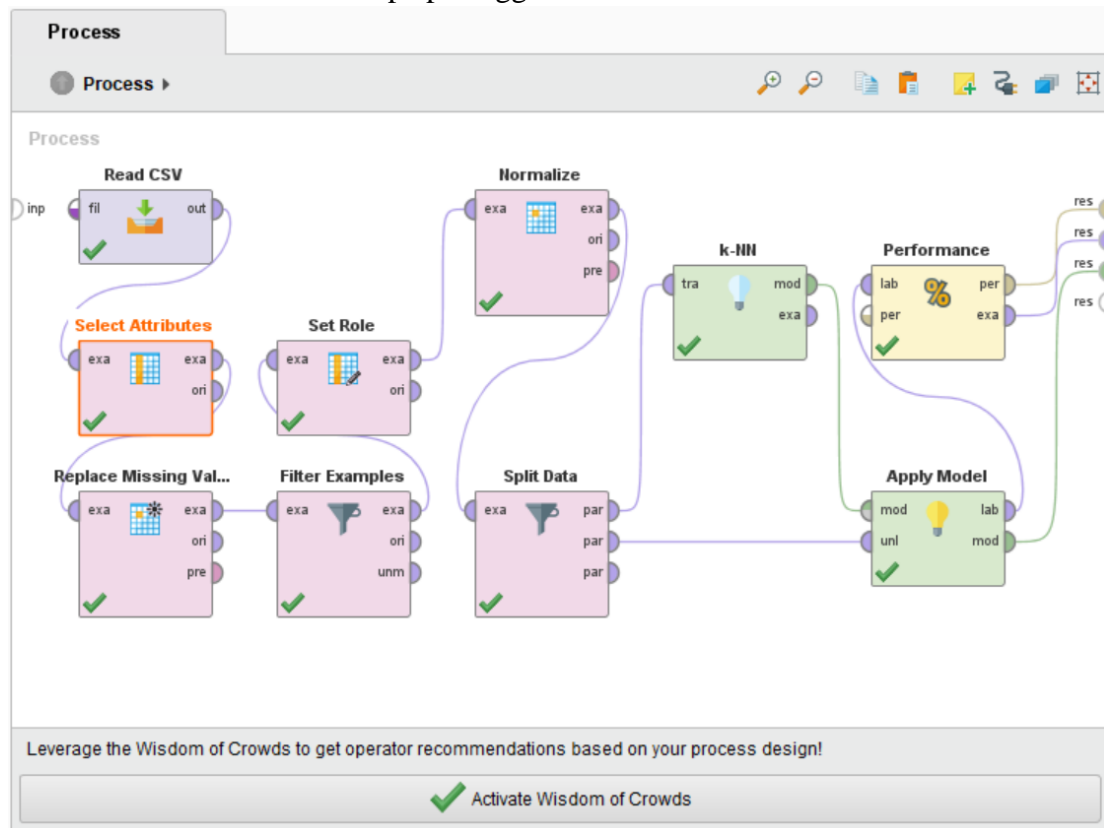 Process
Process
Process
Read CSV
inp
fil
out
Select Attributes
exa
exa
ori
Replace Missing Val...
exa
exa
ori
pre
Set Role
exa
exa
ori
Filter Examples
exa
exa
ori
unm
Normalize
exa
exa
ori
pre
Split Data
exa
par
par
par
k-NN
tra
mod
exa
Performance
lab
per
per
exa
Apply Model
mod
lab
unl
mod
res
res
res
res
Leverage the Wisdom of Crowds to get operator recommendations based on your process design!
Activate Wisdom of Crowds